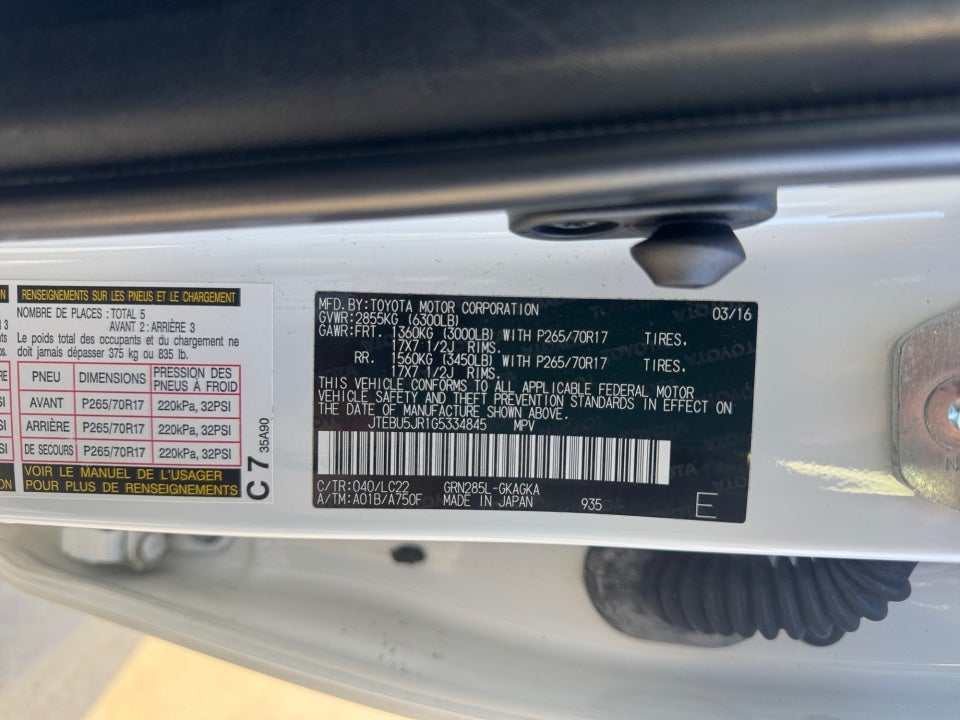 RENSEIGNEMENTS SUR LES PNEUS ET LE CHARGEMENT
NOMBRE DE PLACES : TOTAL 5
AVANT 2 : ARRIÈRE 3
Le poids total des occupants et du chargement ne
doit jamais dépasser 375 kg ou 835 lb.
PNEU DIMENSIONS PRESSION DES PNEUS À FROID
AVANT P265/70R17 220kPa, 32PSI
ARRIÈRE P265/70R17 220kPa, 32PSI
DE SECOURS P265/70R17 220kPa, 32PSI
VOIR LE MANUEL DE L'USAGER
POUR PLUS DE RENSEIGNEMENTS
C 7 35A90
MFD.BY:TOYOTA MOTOR CORPORATION 03/16
GVWR:2855KG (6300LB)
GAWR:FRT. 1360KG (3000LB) WITH P265/70R17 TIRES.
17X7 1/2J RIMS.
RR. 1560KG (3450LB) WITH P265/70R17 TIRES.
17X7 1/2J RIMS.
THIS VEHICLE CONFORMS TO ALL APPLICABLE FEDERAL MOTOR
VEHICLE SAFETY AND THEFT PREVENTION STANDARDS IN EFFECT ON
THE DATE OF MANUFACTURE SHOWN ABOVE.
JTEBU5JR1G5334845 MPV
C/TR:040/LC22 GRN285L-GKAGKA
A/TM:A01B/A750F MADE IN JAPAN 935
E